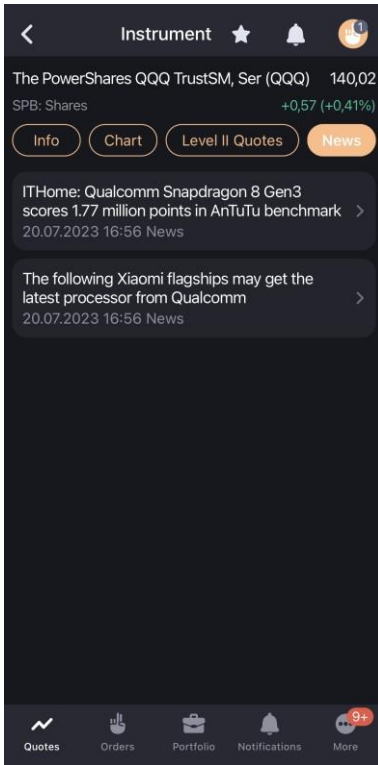 Instrument
1
The PowerShares QQQ TrustSM, Ser (QQQ) 140,02
SPB: Shares +0,57 (+0,41%)
Info Chart Level II Quotes News
ITHome: Qualcomm Snapdragon 8 Gen3
scores 1.77 million points in AnTuTu benchmark
20.07.2023 16:56 News
The following Xiaomi flagships may get the
latest processor from Qualcomm
20.07.2023 16:56 News
9+
Quotes Orders Portfolio Notifications More